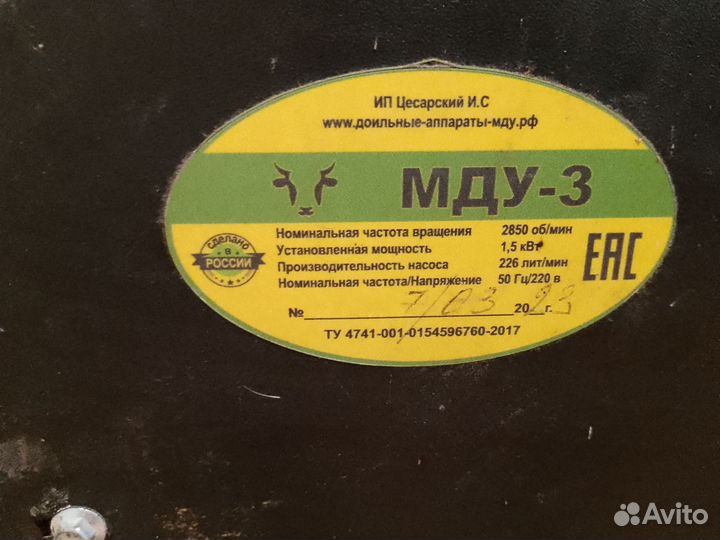 ИП Цесарский И.С
www.доильные-аппараты-мду.рф
МДУ-3
СДЕЛАНО
В
РОССИИ
Номинальная частота вращения 2850 об/мин
Установленная мощность 1,5 кВт
Производительность насоса 226 лит/мин
Номинальная частота/Напряжение 50 Гц/220 в
EAC
№ 7/03 2023 г.
ТУ 4741-001-0154596760-2017
Avito